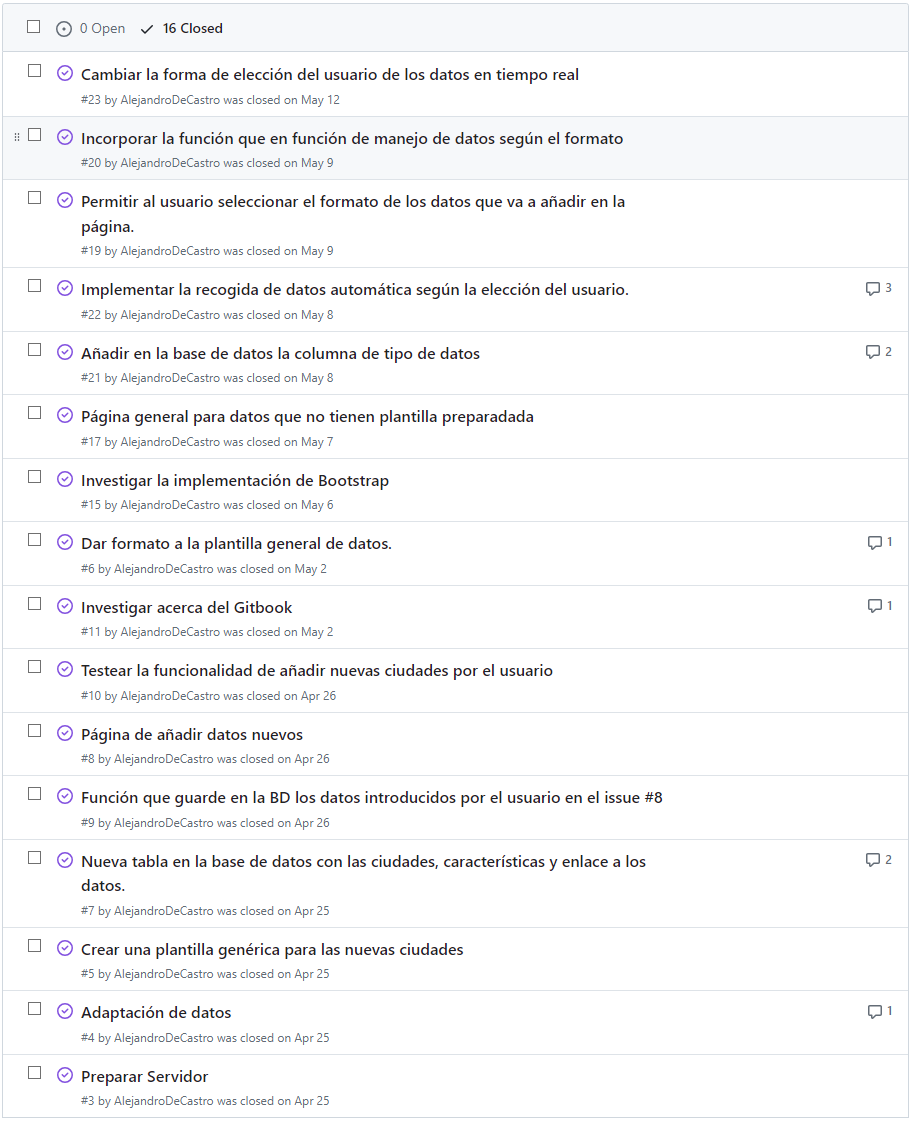 0 Open 16 Closed
Cambiar la forma de elección del usuario de los datos en tiempo real
#23 by AlejandroDeCastro was closed on May 12
Incorporar la función que en función de manejo de datos según el formato
#20 by AlejandroDeCastro was closed on May 9
Permitir al usuario seleccionar el formato de los datos que va a añadir en la
página.
#19 by AlejandroDeCastro was closed on May 9
Implementar la recogida de datos automática según la elección del usuario.
3
#22 by AlejandroDeCastro was closed on May 8
Añadir en la base de datos la columna de tipo de datos
2
#21 by AlejandroDeCastro was closed on May 8
Página general para datos que no tienen plantilla preparadada
#17 by AlejandroDeCastro was closed on May 7
Investigar la implementación de Bootstrap
#15 by AlejandroDeCastro was closed on May 6
Dar formato a la plantilla general de datos.
1
#6 by AlejandroDeCastro was closed on May 2
Investigar acerca del Gitbook
1
#11 by AlejandroDeCastro was closed on May 2
Testear la funcionalidad de añadir nuevas ciudades por el usuario
#10 by AlejandroDeCastro was closed on Apr 26
Página de añadir datos nuevos
#8 by AlejandroDeCastro was closed on Apr 26
Función que guarde en la BD los datos introducidos por el usuario en el issue #8
#9 by AlejandroDeCastro was closed on Apr 26
Nueva tabla en la base de datos con las ciudades, características y enlace a los
2
datos.
#7 by AlejandroDeCastro was closed on Apr 25
Crear una plantilla genérica para las nuevas ciudades
#5 by AlejandroDeCastro was closed on Apr 25
Adaptación de datos
1
#4 by AlejandroDeCastro was closed on Apr 25
Preparar Servidor
#3 by AlejandroDeCastro was closed on Apr 25